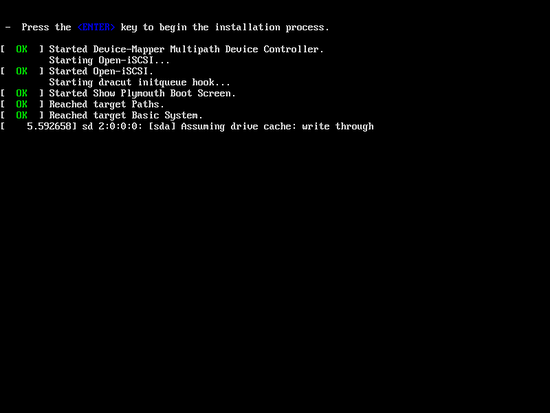 -  Press the <ENTER> key to begin the installation process.
[  OK  ] Started Device-Mapper Multipath Device Controller.
         Starting Open-iSCSI...
[  OK  ] Started Open-iSCSI.
         Starting dracut initqueue hook...
[  OK  ] Started Show Plymouth Boot Screen.
[  OK  ] Reached target Paths.
[  OK  ] Reached target Basic System.
[    5.592658] sd 2:0:0:0: [sda] Assuming drive cache: write through